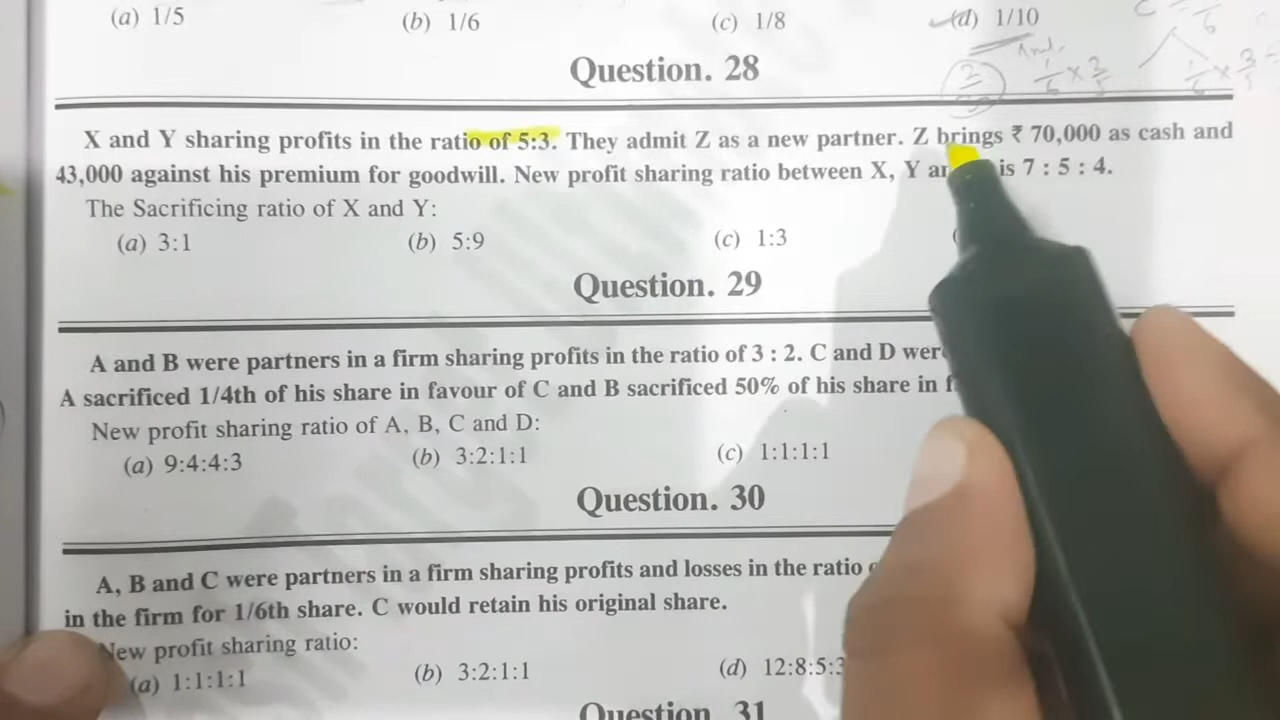 (a) 1/5 (b) 1/6 (c) 1/8 (d) 1/10
Question. 28
X and Y sharing profits in the ratio of 5:3. They admit Z as a new partner. Z brings ₹ 70,000 as cash and
43,000 against his premium for goodwill. New profit sharing ratio between X, Y is 7 : 5 : 4.
The Sacrificing ratio of X and Y:
(a) 3:1 (b) 5:9 (c) 1:3
Question. 29
A and B were partners in a firm sharing profits in the ratio of 3 : 2. C and D
A sacrificed 1/4th of his share in favour of C and B sacrificed 50% of his share in
New profit sharing ratio of A, B, C and D:
(a) 9:4:4:3 (b) 3:2:1:1 (c) 1:1:1:1
Question. 30
A, B and C were partners in a firm sharing profits and losses in the ratio
in the firm for 1/6th share. C would retain his original share.
New profit sharing ratio:
(a) 1:1:1:1 (b) 3:2:1:1 (d) 12:8:5:3
Question. 31